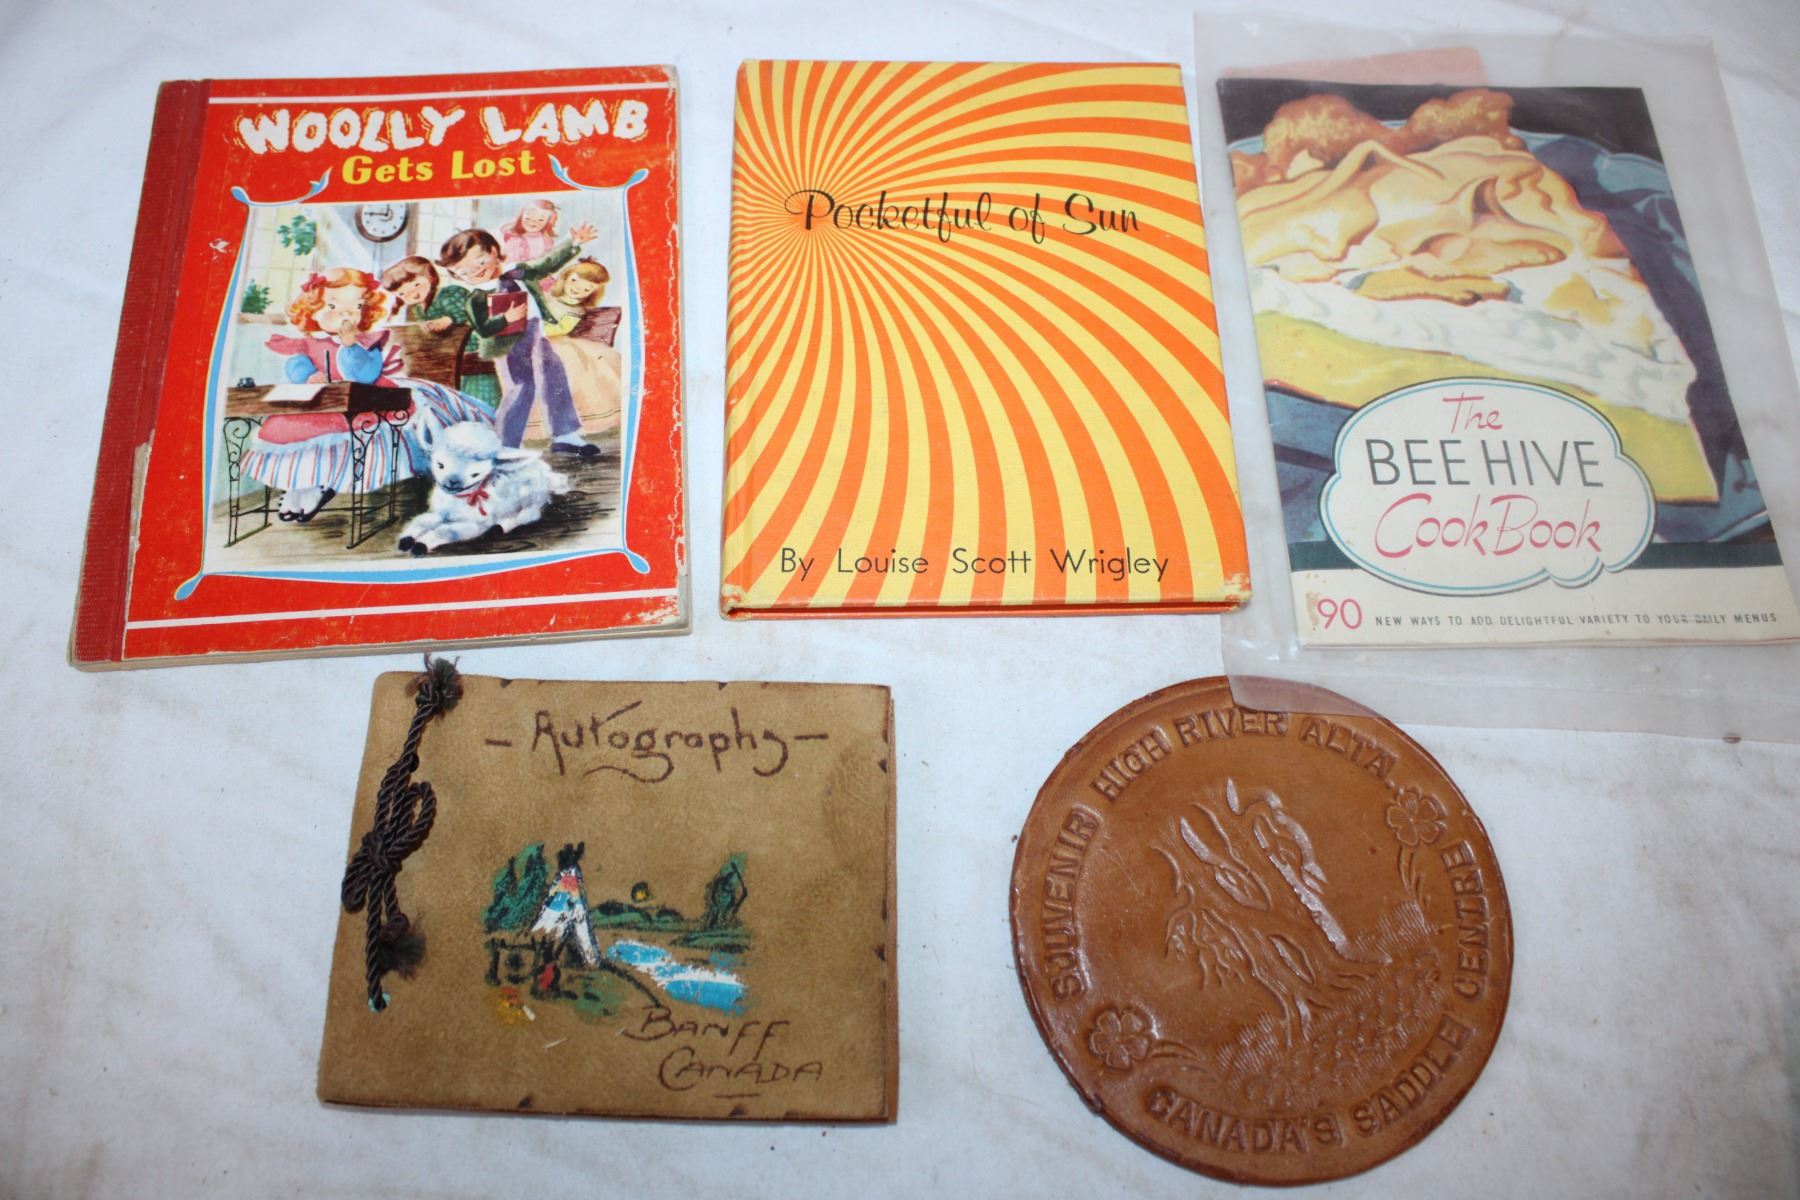 WOOLLY LAMB
Gets Lost
Pocketful of Sun
By Louise Scott Wrigley
The
BEE HIVE
Cook Book
90 NEW WAYS TO ADD DELIGHTFUL VARIETY TO YOUR DAILY MENUS
- Autographs -
BANFF
CANADA
SOUVENIR HIGH RIVER ALTA.
CANADA'S SADDLE CENTRE